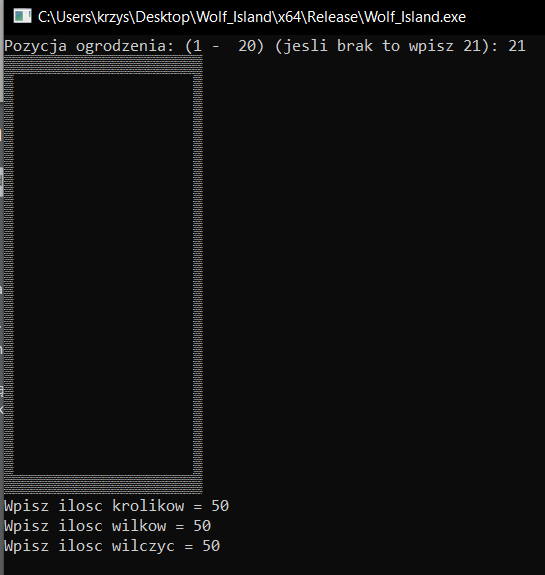 C:\Users\krzys\Desktop\Wolf_Island\x64\Release\Wolf_Island.exe
Pozycja ogrodzenia: (1 -  20) (jesli brak to wpisz 21): 21
Wpisz ilosc krolikow = 50
Wpisz ilosc wilkow = 50
Wpisz ilosc wilczyc = 50